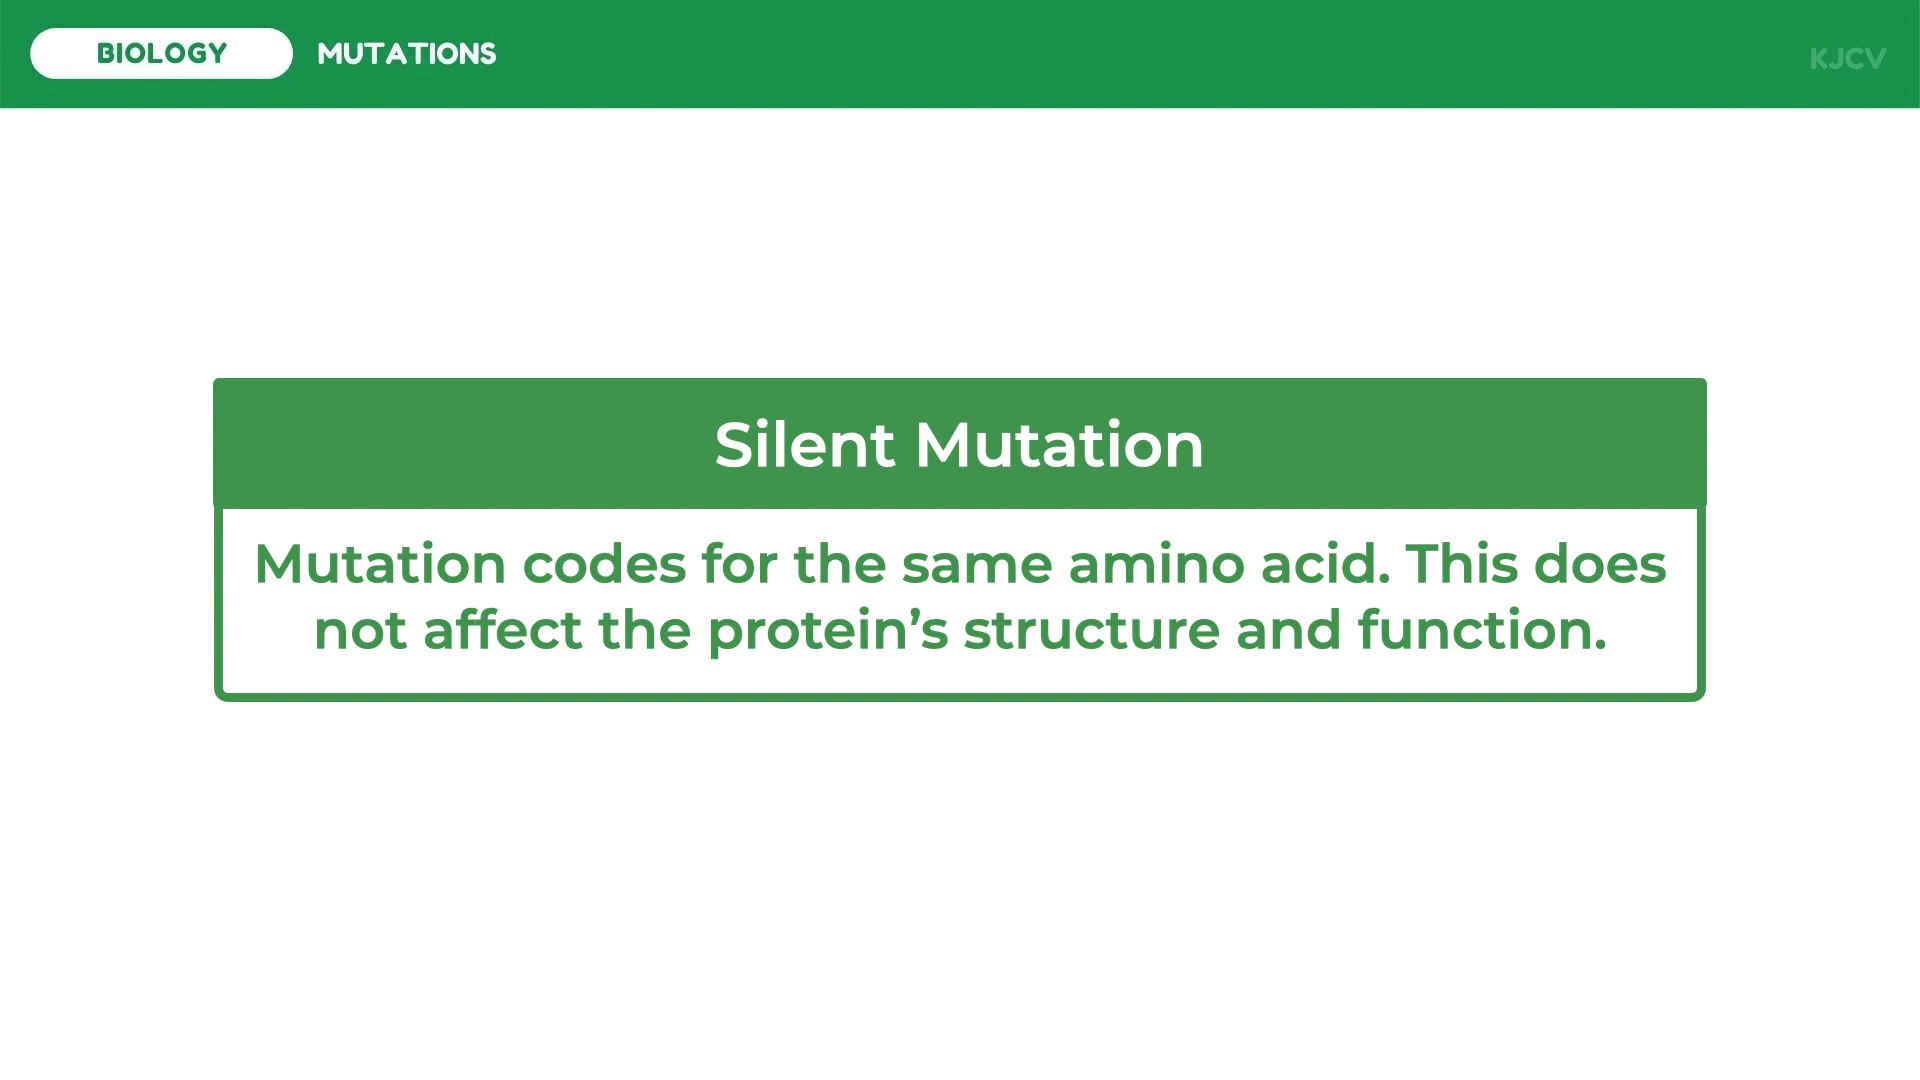 BIOLOGY MUTATIONS
KJCV
Silent Mutation
Mutation codes for the same amino acid. This does
not affect the protein’s structure and function.